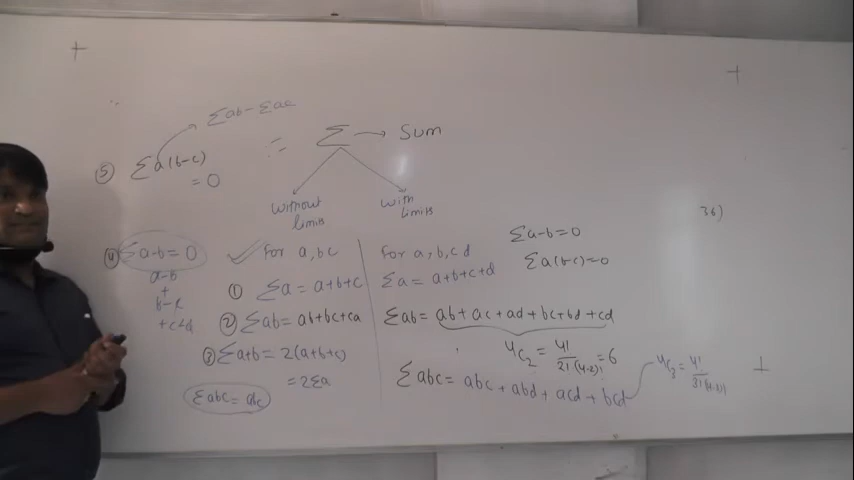 Σab - Σac
Σ → Sum
⑤ Σa(b-c)
= 0
without
limits
with
limits
36)
④ Σa-b = 0
a-b
+
b-c
+c-a
✓ for a, b c
① Σa = a+b+c
② Σab = ab+bc+ca
③ Σa+b = 2(a+b+c)
= 2Σa
Σabc = abc
for a, b, c d
Σa = a+b+c+d
Σab = ab + ac + ad + bc + bd + cd
4C2 = 4!/2!(4-2)! = 6
Σabc = abc + abd + acd + bcd
4C3 = 4!/3!(4-3)!
Σa-b=0
Σa(b-c)=0